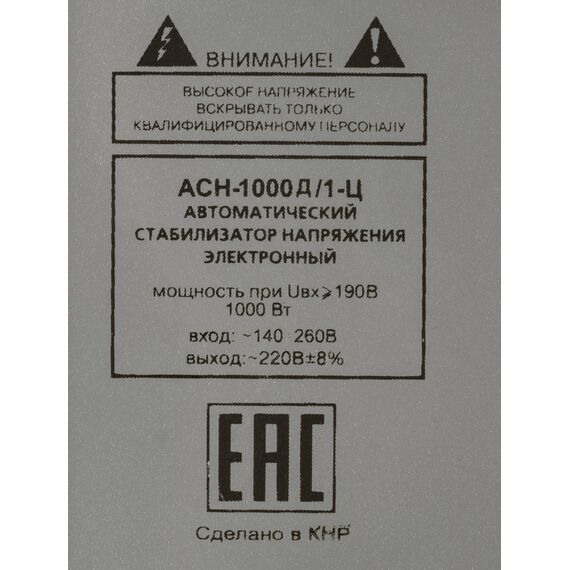 ВНИМАНИЕ!
ВЫСОКОЕ НАПРЯЖЕНИЕ
ВСКРЫВАТЬ ТОЛЬКО
КВАЛИФИЦИРОВАННОМУ ПЕРСОНАЛУ
АСН-1000Д/1-Ц
АВТОМАТИЧЕСКИЙ
СТАБИЛИЗАТОР НАПРЯЖЕНИЯ
ЭЛЕКТРОННЫЙ
мощность при Uвх⩾190В
1000 Вт
вход: ~140 260В
выход:~220В±8%
EAC
Сделано в КНР